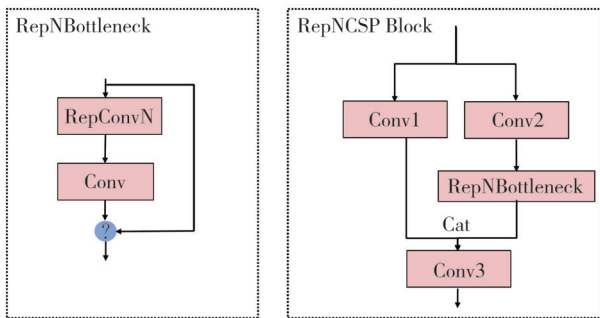 RepNBottleneck
RepConvN
Conv
?
RepNCSP Block
Conv1
Conv2
RepNBottleneck
Cat
Conv3